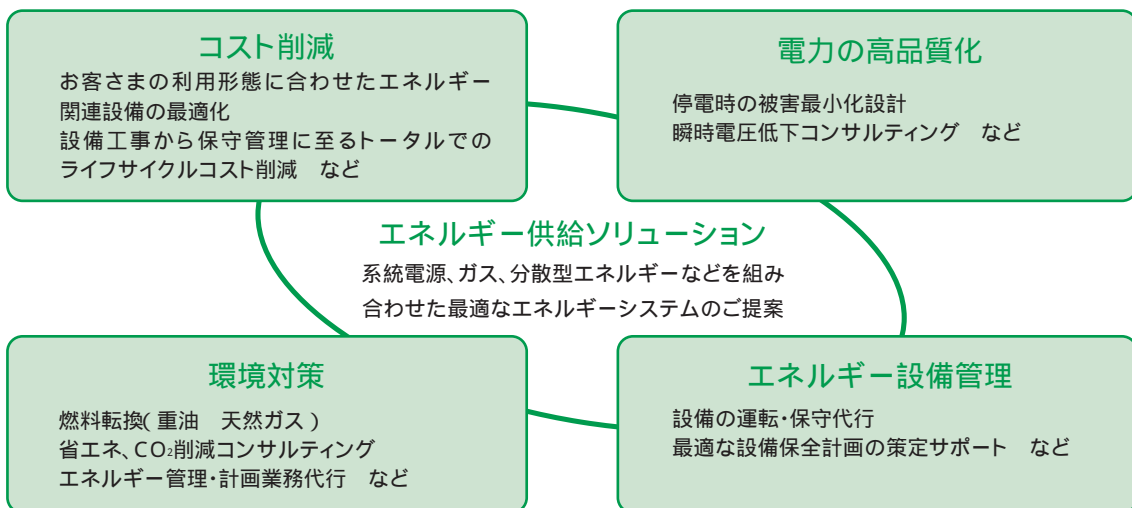 コスト削減
お客さまの利用形態に合わせたエネルギー
関連設備の最適化
設備工事から保守管理に至るトータルでの
ライフサイクルコスト削減　など
電力の高品質化
停電時の被害最小化設計
瞬時電圧低下コンサルティング　など
エネルギー供給ソリューション
系統電源、ガス、分散型エネルギーなどを組み
合わせた最適なエネルギーシステムのご提案
環境対策
燃料転換(重油　天然ガス)
省エネ、CO₂削減コンサルティング
エネルギー管理・計画業務代行　など
エネルギー設備管理
設備の運転・保守代行
最適な設備保全計画の策定サポート　など